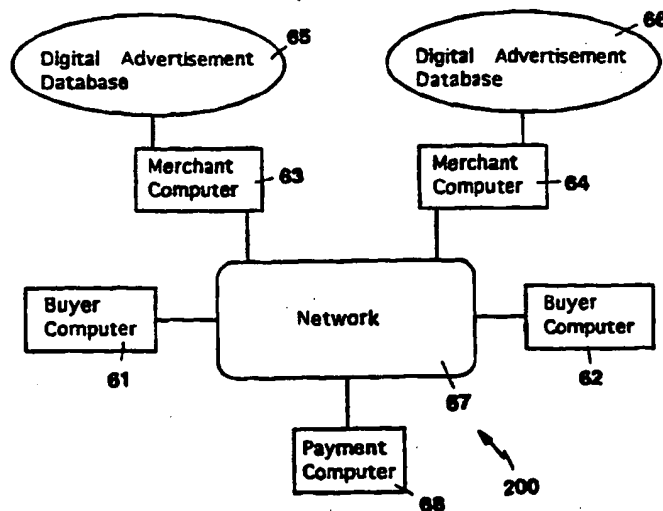 65
Digital Advertisement
Database
66
Digital Advertisement
Database
Merchant
Computer
63
Merchant
Computer
64
Buyer
Computer
61
Network
67
Buyer
Computer
62
Payment
Computer
68
200